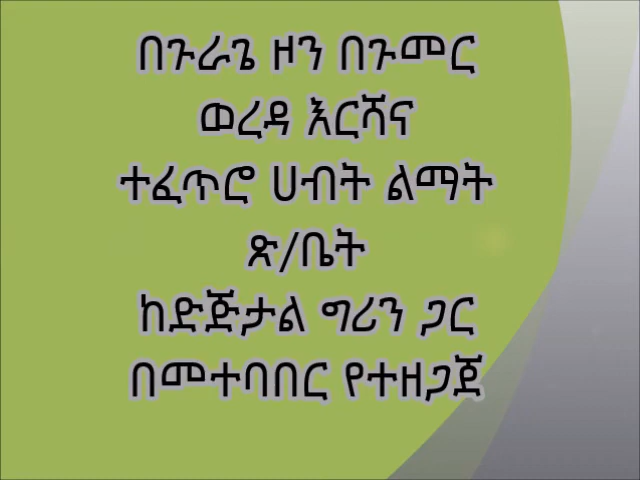 በጉራጌ ዞን በጉመር
ወረዳ እርሻና
ተፈጥሮ ሀብት ልማት
ጽ/ቤት
ከድጅታል ግሪን ጋር
በመተባበር የተዘጋጀ